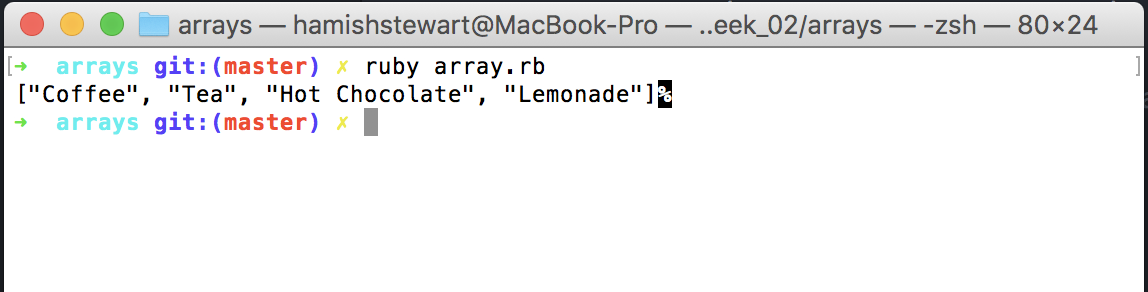 arrays — hamishstewart@MacBook-Pro — ..eek_02/arrays — -zsh — 80×24
[➜  arrays git:(master) ✗ ruby array.rb ]
["Coffee", "Tea", "Hot Chocolate", "Lemonade"]%
➜  arrays git:(master) ✗